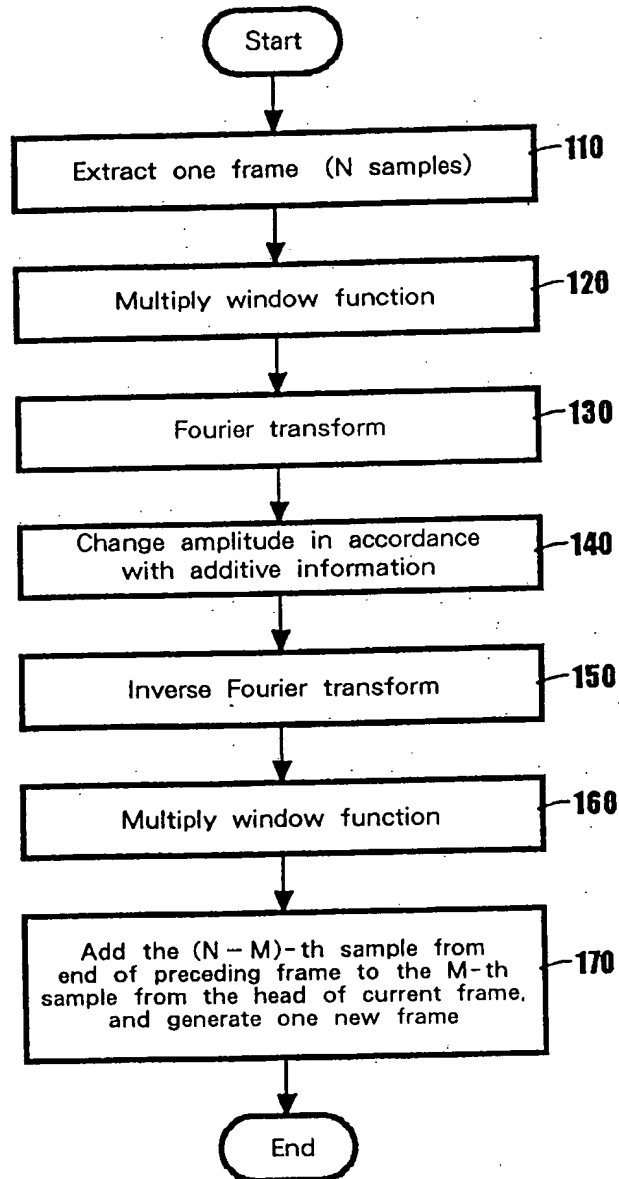 Start
Extract one frame (N samples)
110
Multiply window function
120
Fourier transform
130
Change amplitude in accordance
with additive information
140
Inverse Fourier transform
150
Multiply window function
160
Add the (N – M)-th sample from
end of preceding frame to the M-th
sample from the head of current frame,
and generate one new frame
170
End